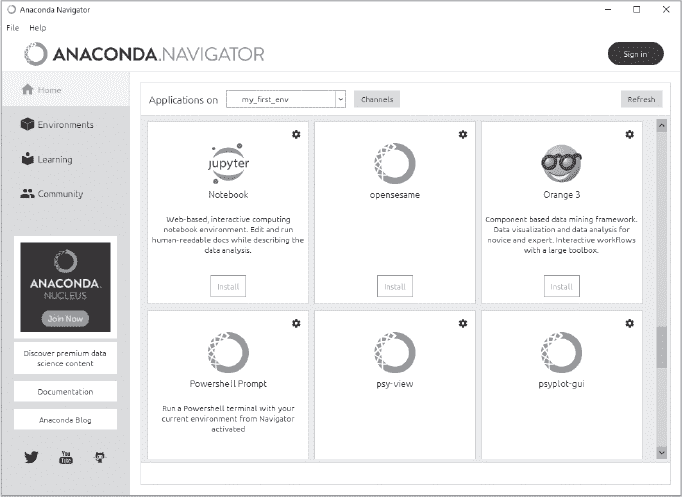 Anaconda Navigator
File Help
ANACONDA.NAVIGATOR
Sign in
Home
Environments
Learning
Community
ANACONDA.
NUCLEUS
Join Now
Discover premium data
science content
Documentation
Anaconda Blog
You
Tube
Applications on my_first_env Channels Refresh
jupyter
Notebook
Web-based, interactive computing
notebook environment. Edit and run
human-readable docs while describing the
data analysis.
Install
opensesame
Install
Orange 3
Component based data mining framework.
Data visualization and data analysis for
novice and expert. Interactive workflows
with a large toolbox.
Install
Powershell Prompt
Run a Powershell terminal with your
current environment from Navigator
activated
psy-view
psyplot-gui